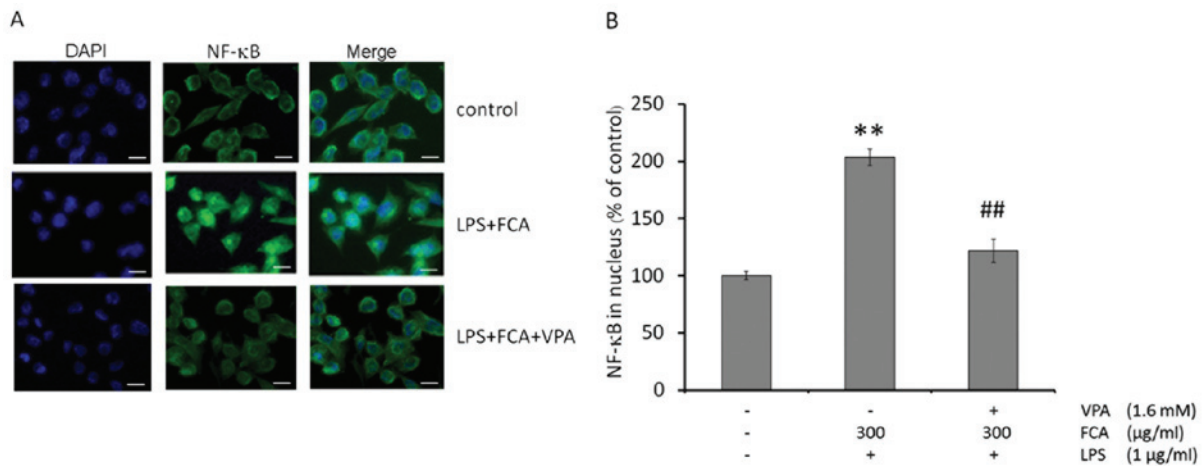 A
DAPI NF-κB Merge
control
LPS+FCA
LPS+FCA+VPA
B
NF-κB in nucleus (% of control)
250
200
150
100
50
0
**
##
- - + VPA (1.6 mM)
- 300 300 FCA (µg/ml)
- + + LPS (1 µg/ml)